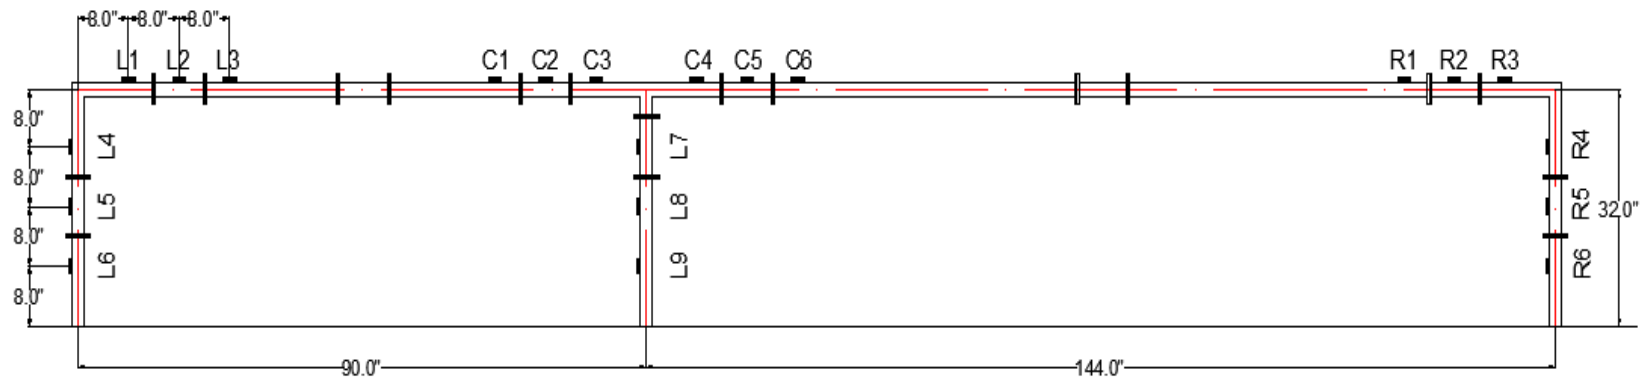 8.0" 8.0" 8.0"
L1 L2 L3 C1 C2 C3 C4 C5 C6 R1 R2 R3
8.0"
L4 L7 R4
8.0"
L5 L8 R5 32.0"
8.0"
L6 L9 R6
8.0"
90.0" 144.0"